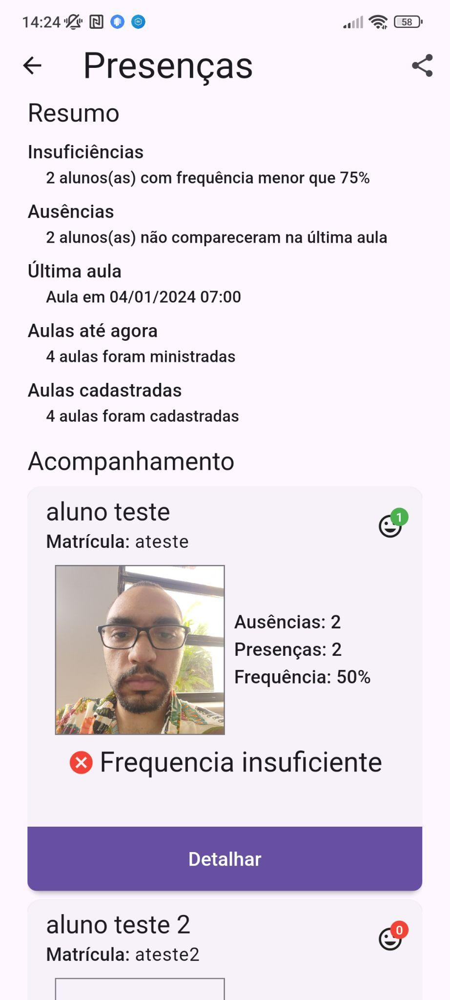 14:24
58
Presenças
Resumo
Insuficiências
2 alunos(as) com frequência menor que 75%
Ausências
2 alunos(as) não compareceram na última aula
Última aula
Aula em 04/01/2024 07:00
Aulas até agora
4 aulas foram ministradas
Aulas cadastradas
4 aulas foram cadastradas
Acompanhamento
aluno teste
1
Matrícula: ateste
Ausências: 2
Presenças: 2
Frequência: 50%
Frequencia insuficiente
Detalhar
aluno teste 2
0
Matrícula: ateste2